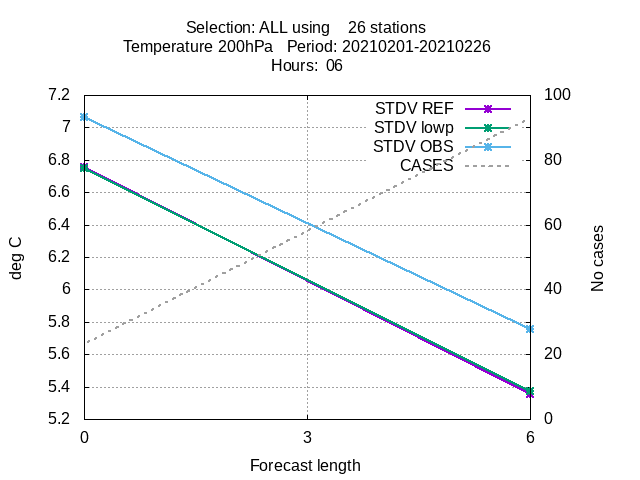 Selection: ALL using    26 stations
Temperature 200hPa   Period: 20210201-20210226
Hours:  06
7.2
7
6.8
6.6
6.4
6.2
6
5.8
5.6
5.4
5.2
deg C
STDV REF
STDV lowp
STDV OBS
CASES
100
80
60
40
20
0
No cases
0 3 6
Forecast length